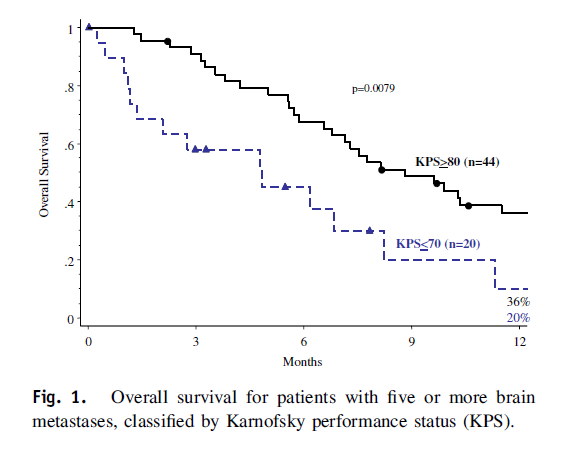 1
.8
.6
.4
.2
0
Overall Survival
p=0.0079
KPS≥80 (n=44)
KPS≤70 (n=20)
36%
20%
0 3 6 9 12
Months
Fig. 1. Overall survival for patients with five or more brain
metastases, classified by Karnofsky performance status (KPS).